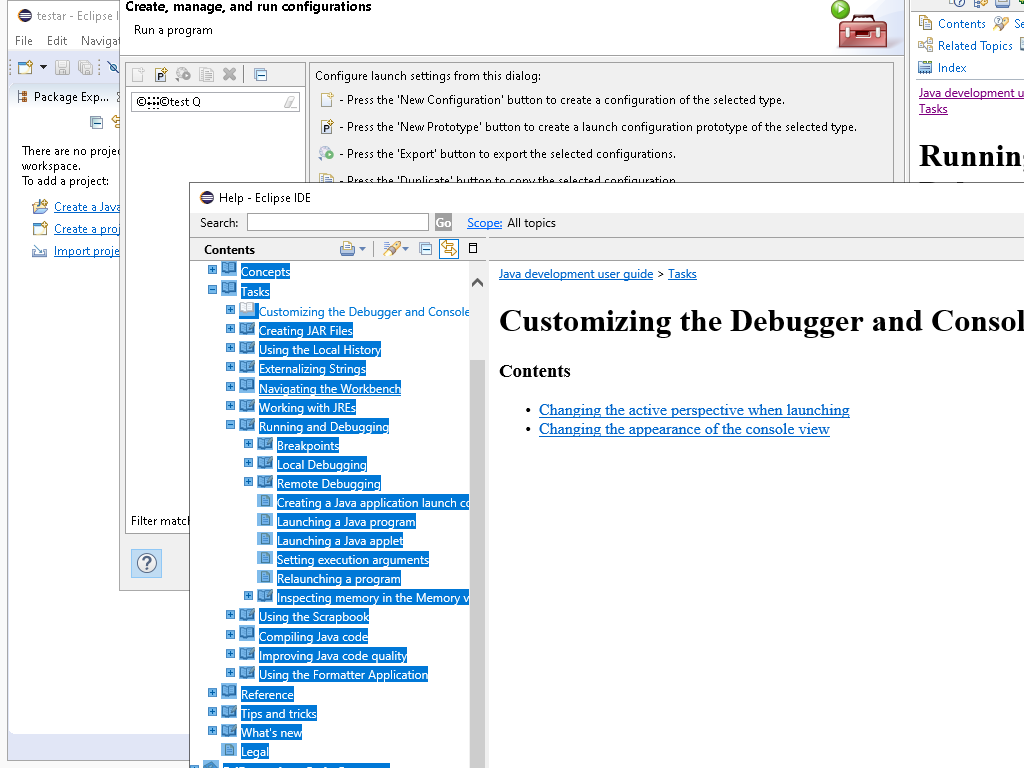 testar - Eclipse I
File Edit Navigat
Package Exp...
There are no projec
workspace.
To add a project:
Create a Java
Create a proj
Import proje
Create, manage, and run configurations
Run a program
test Q
Filter match
Configure launch settings from this dialog:
- Press the 'New Configuration' button to create a configuration of the selected type.
- Press the 'New Prototype' button to create a launch configuration prototype of the selected type.
- Press the 'Export' button to export the selected configurations.
- Press the 'Duplicate' button to copy the selected configuration.
Contents Se
Related Topics
Index
Java development u
Tasks
Running
Help - Eclipse IDE
Search: Go Scope: All topics
Contents
Concepts
Tasks
Customizing the Debugger and Console
Creating JAR Files
Using the Local History
Externalizing Strings
Navigating the Workbench
Working with JREs
Running and Debugging
Breakpoints
Local Debugging
Remote Debugging
Creating a Java application launch co
Launching a Java program
Launching a Java applet
Setting execution arguments
Relaunching a program
Inspecting memory in the Memory v
Using the Scrapbook
Compiling Java code
Improving Java code quality
Using the Formatter Application
Reference
Tips and tricks
What's new
Legal
Java development user guide > Tasks
Customizing the Debugger and Consol
Contents
• Changing the active perspective when launching
• Changing the appearance of the console view